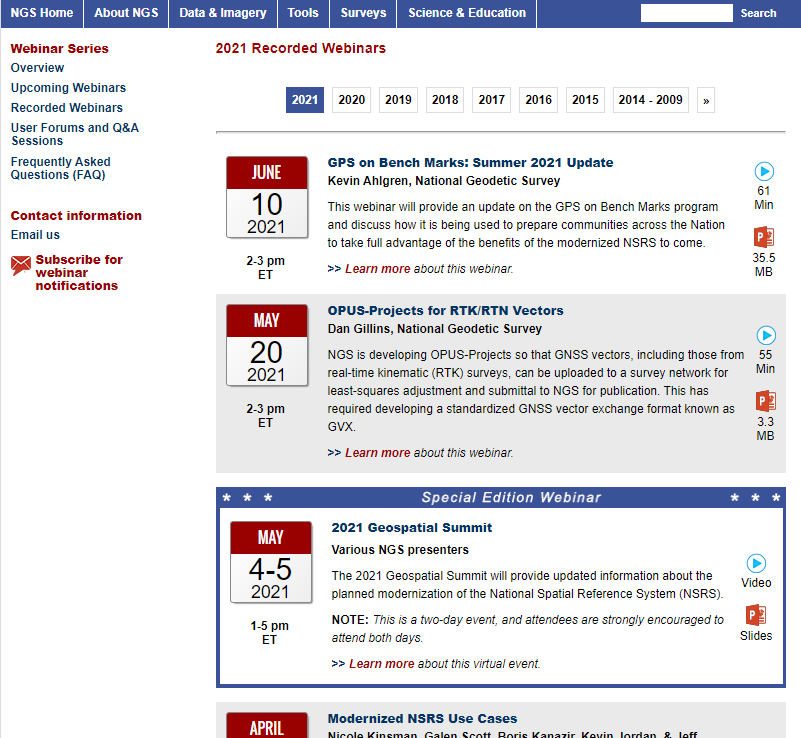 NGS Home About NGS Data & Imagery Tools Surveys Science & Education Search
Webinar Series
Overview
Upcoming Webinars
Recorded Webinars
User Forums and Q&A
Sessions
Frequently Asked
Questions (FAQ)
Contact information
Email us
Subscribe for
webinar
notifications
2021 Recorded Webinars
2021 2020 2019 2018 2017 2016 2015 2014 - 2009 »
JUNE
10
2021
2-3 pm
ET
GPS on Bench Marks: Summer 2021 Update
Kevin Ahlgren, National Geodetic Survey
This webinar will provide an update on the GPS on Bench Marks program
and discuss how it is being used to prepare communities across the Nation
to take full advantage of the benefits of the modernized NSRS to come.
>> Learn more about this webinar.
61
Min
35.5
MB
MAY
20
2021
2-3 pm
ET
OPUS-Projects for RTK/RTN Vectors
Dan Gillins, National Geodetic Survey
NGS is developing OPUS-Projects so that GNSS vectors, including those from
real-time kinematic (RTK) surveys, can be uploaded to a survey network for
least-squares adjustment and submittal to NGS for publication. This has
required developing a standardized GNSS vector exchange format known as
GVX.
>> Learn more about this webinar.
55
Min
3.3
MB
* * * Special Edition Webinar * * *
MAY
4-5
2021
1-5 pm
ET
2021 Geospatial Summit
Various NGS presenters
The 2021 Geospatial Summit will provide updated information about the
planned modernization of the National Spatial Reference System (NSRS).
NOTE: This is a two-day event, and attendees are strongly encouraged to
attend both days.
>> Learn more about this virtual event.
Video
Slides
APRIL
Modernized NSRS Use Cases
Nicole Kinsman, Galen Scott, Boris Kanazir, Kevin Jordan, & Jeff